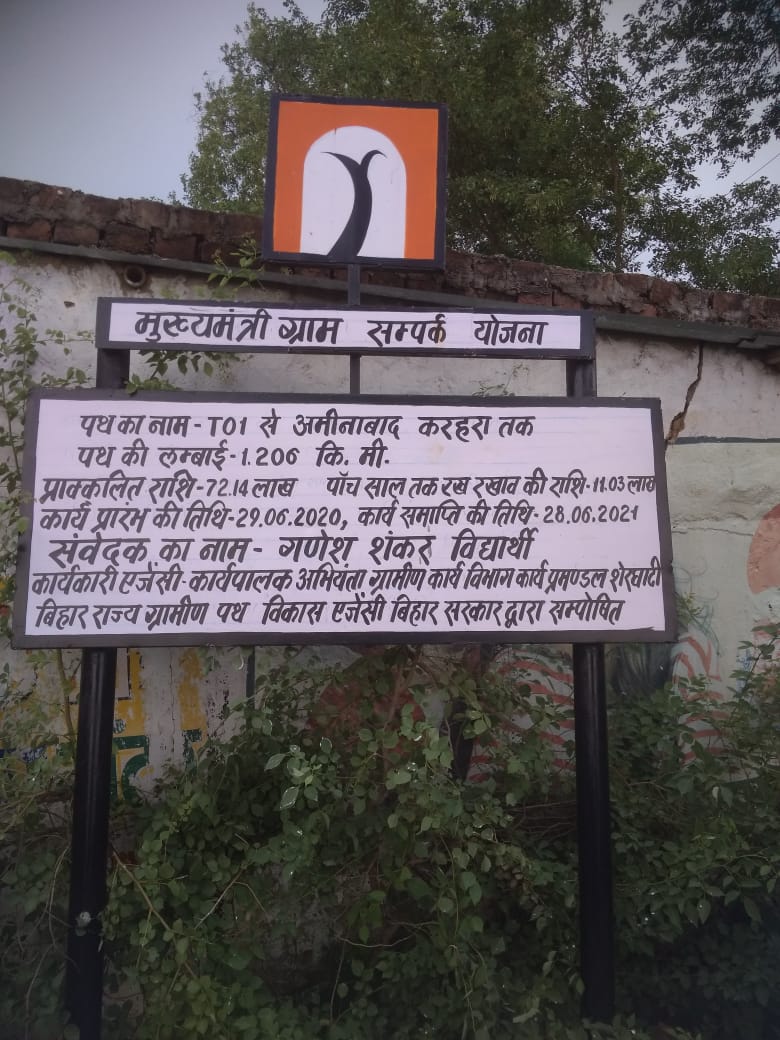 मुख्यमंत्री ग्राम सम्पर्क योजना
पथ का नाम - T01 से अमीनाबाद करहरा तक
पथ की लम्बाई - 1.206 कि. मी.
प्राक्कलित राशि - 72.14 लाख पाँच साल तक रख रखाव की राशि - 11.03 लाख
कार्य प्रारंभ की तिथि - 29.06.2020, कार्य समाप्ति की तिथि - 28.06.2021
संवेदक का नाम - गणेश शंकर विद्यार्थी
कार्यकारी एजेंसी - कार्यपालक अभियंता ग्रामीण कार्य विभाग कार्य प्रमण्डल शेरघाटी
बिहार राज्य ग्रामीण पथ विकास एजेंसी बिहार सरकार द्वारा सम्पोषित